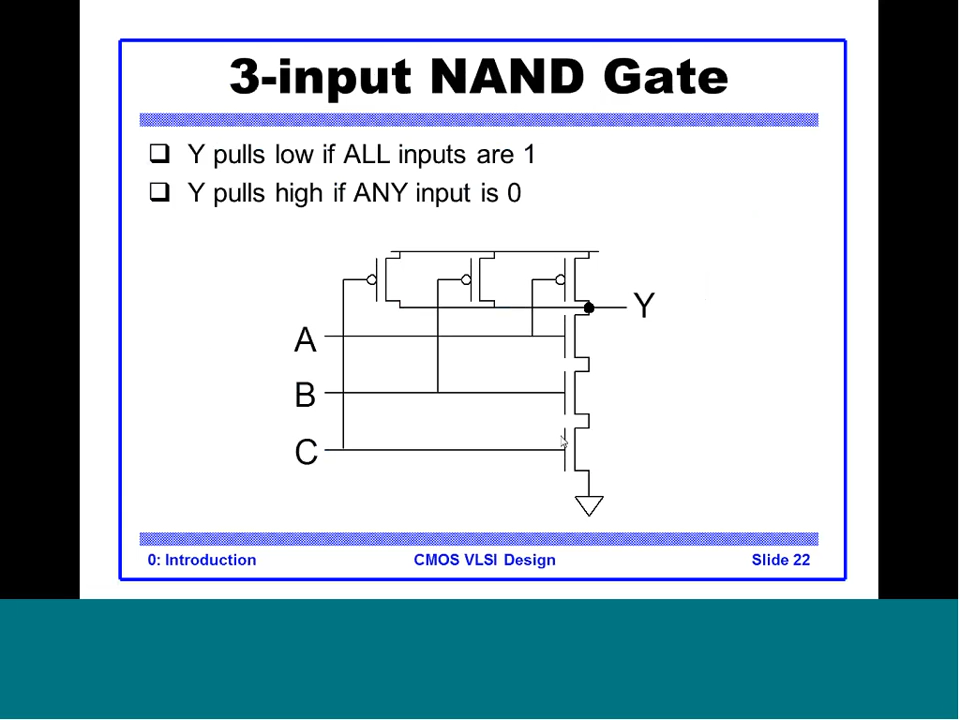 3-input NAND Gate
Y pulls low if ALL inputs are 1
Y pulls high if ANY input is 0
Y
A
B
C
0: Introduction CMOS VLSI Design Slide 22